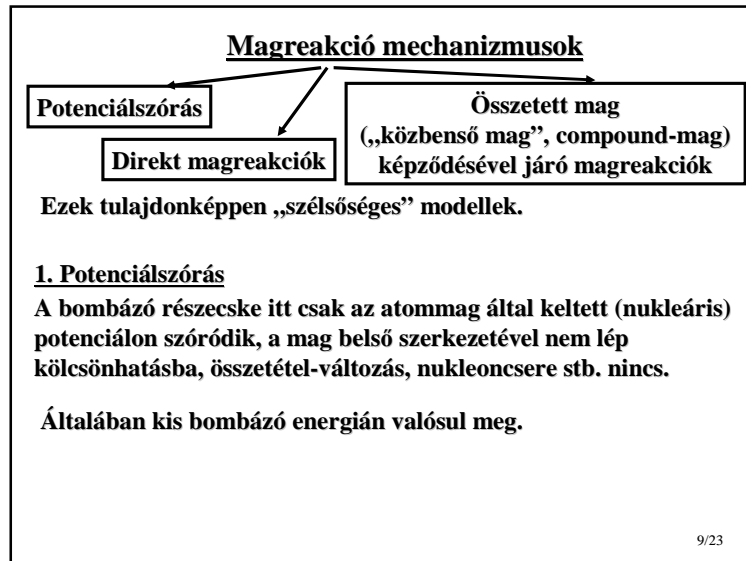 Magreakció mechanizmusok
Potenciálszórás
Direkt magreakciók
Összetett mag
(„közbenső mag”, compound-mag)
képződésével járó magreakciók
Ezek tulajdonképpen „szélsőséges” modellek.
1. Potenciálszórás
A bombázó részecske itt csak az atommag által keltett (nukleáris)
potenciálon szóródik, a mag belső szerkezetével nem lép
kölcsönhatásba, összetétel-változás, nukleoncsere stb. nincs.
Általában kis bombázó energián valósul meg.
9/23